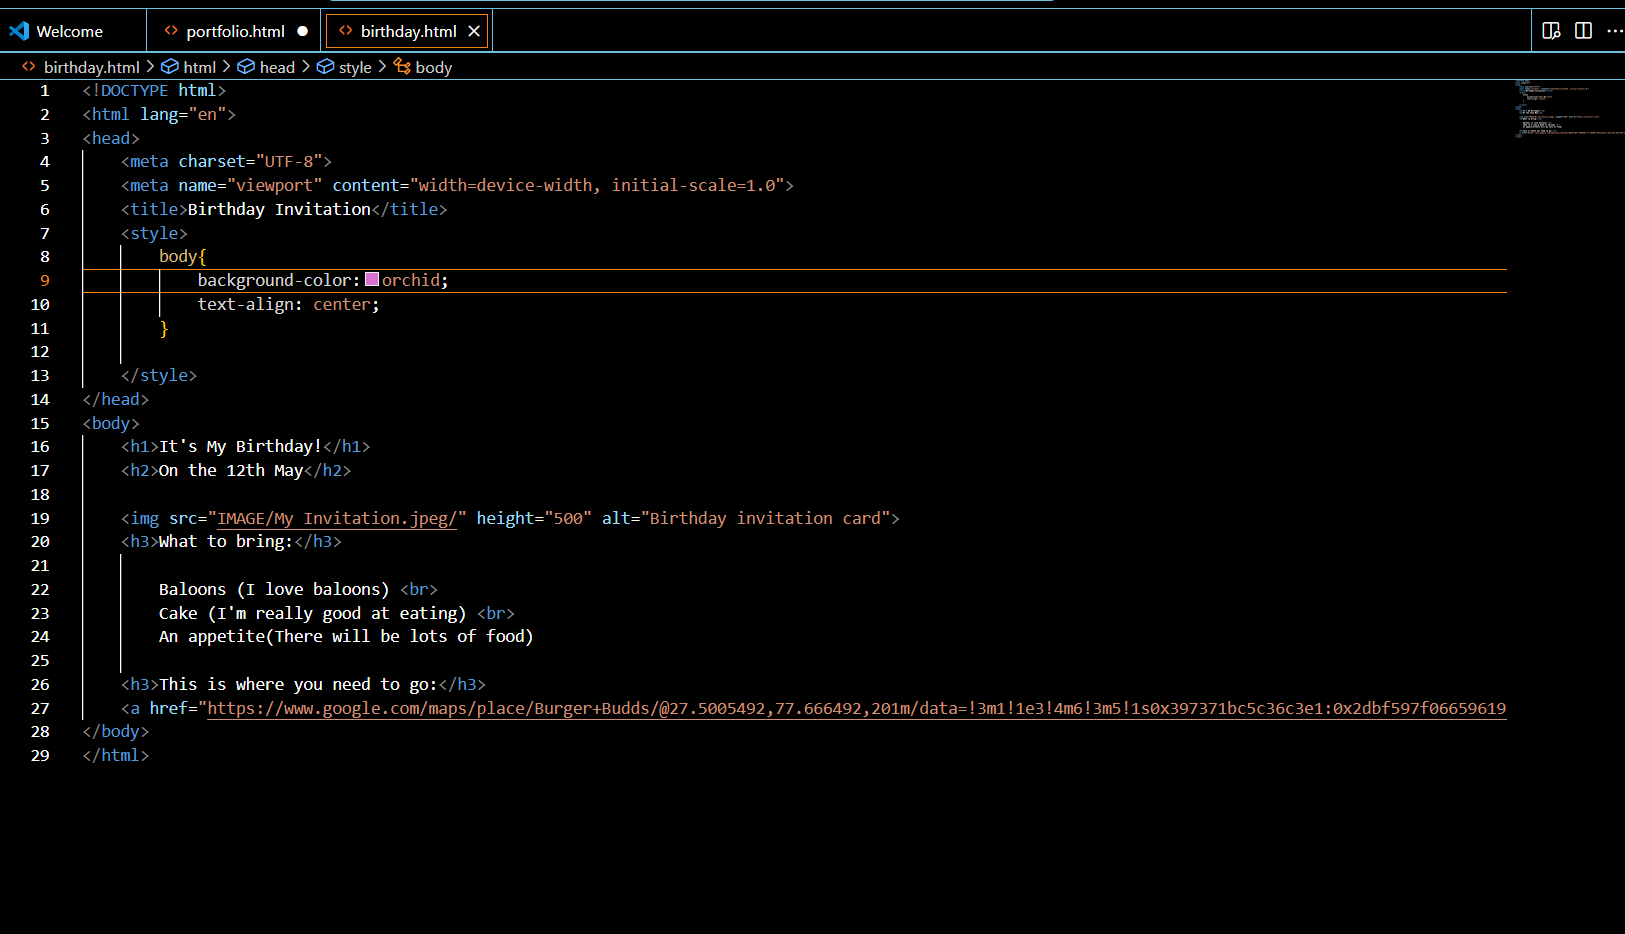 Welcome portfolio.html birthday.html
birthday.html > html > head > style > body
1 <!DOCTYPE html>
2 <html lang="en">
3 <head>
4 <meta charset="UTF-8">
5 <meta name="viewport" content="width=device-width, initial-scale=1.0">
6 <title>Birthday Invitation</title>
7 <style>
8 body{
9 background-color: orchid;
10 text-align: center;
11 }
12
13 </style>
14 </head>
15 <body>
16 <h1>It's My Birthday!</h1>
17 <h2>On the 12th May</h2>
18
19 <img src="IMAGE/My Invitation.jpeg/" height="500" alt="Birthday invitation card">
20 <h3>What to bring:</h3>
21
22 Baloons (I love baloons) <br>
23 Cake (I'm really good at eating) <br>
24 An appetite(There will be lots of food)
25
26 <h3>This is where you need to go:</h3>
27 <a href="https://www.google.com/maps/place/Burger+Budds/@27.5005492,77.666492,201m/data=!3m1!1e3!4m6!3m5!1s0x397371bc5c36c3e1:0x2dbf597f06659619
28 </body>
29 </html>